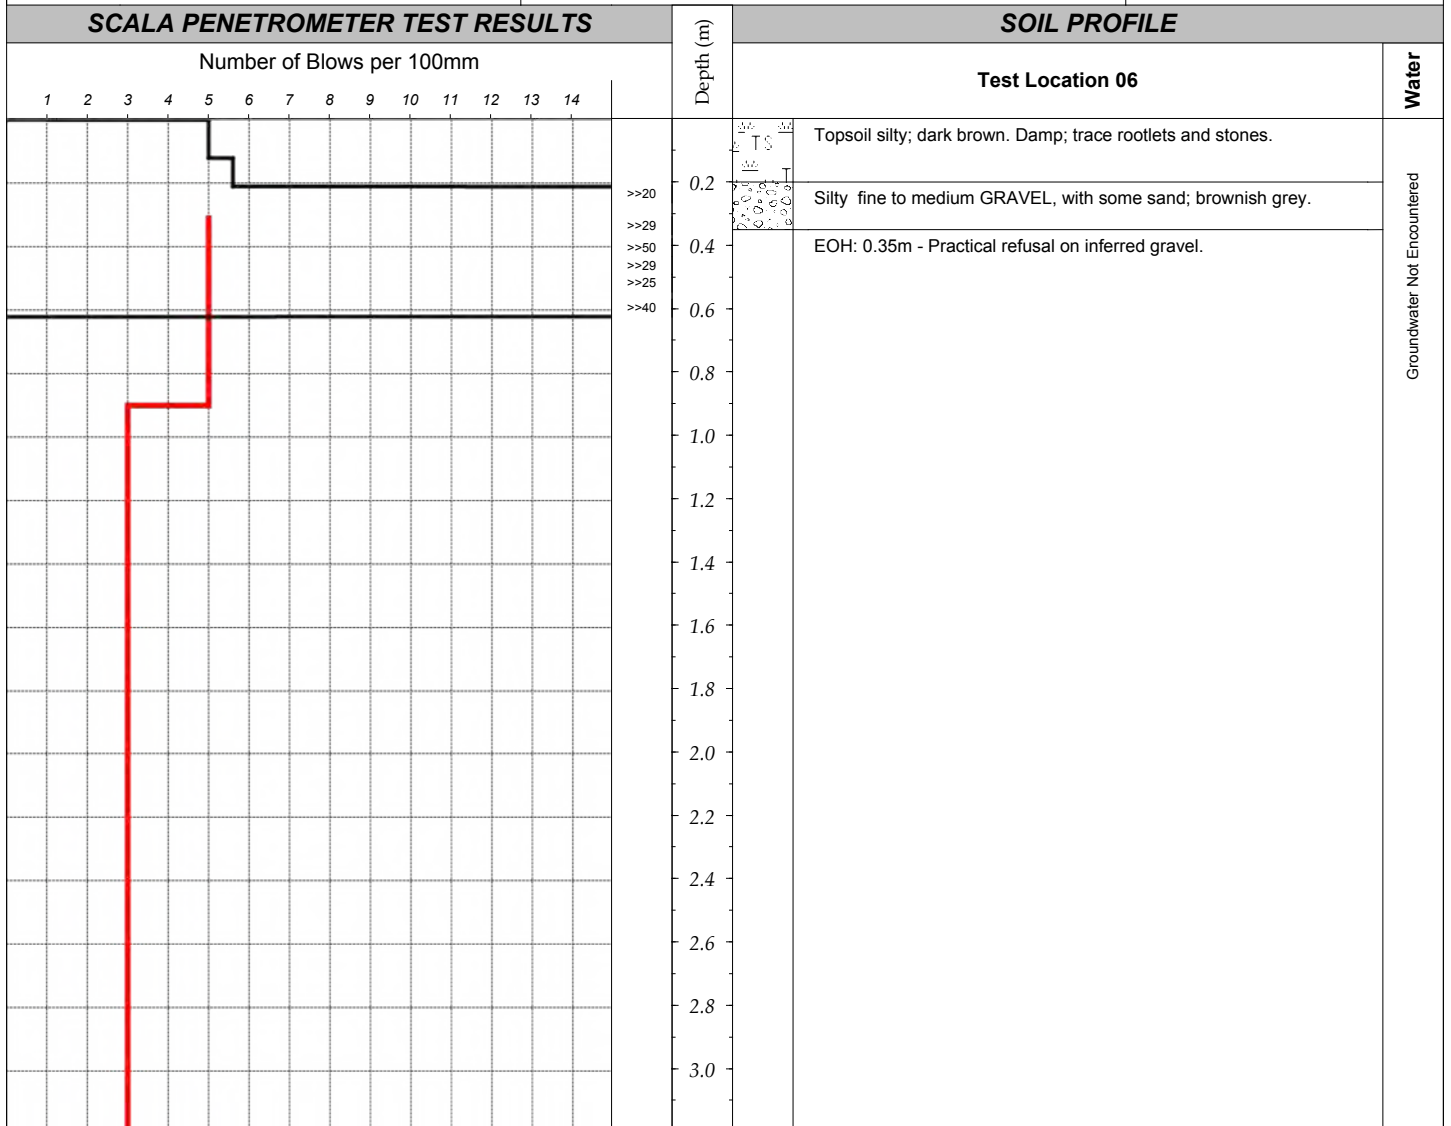 SCALA PENETROMETER TEST RESULTS
Number of Blows per 100mm
1 2 3 4 5 6 7 8 9 10 11 12 13 14
Depth (m)
SOIL PROFILE
Test Location 06
Water
>>20
>>29
>>50
>>29
>>25
>>40
0.2
0.4
0.6
0.8
1.0
1.2
1.4
1.6
1.8
2.0
2.2
2.4
2.6
2.8
3.0
T S
T
Topsoil silty; dark brown. Damp; trace rootlets and stones.
Silty fine to medium GRAVEL, with some sand; brownish grey.
EOH: 0.35m - Practical refusal on inferred gravel.
Groundwater Not Encountered